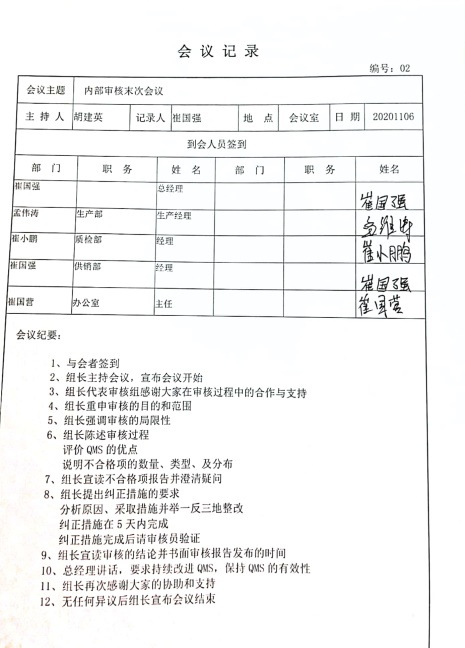 会议记录
编号：02
会议主题 内部审核末次会议
主持人 胡建英 记录人 崔国强 地点 会议室 日期 20201106
到会人员签到
部门 职务 姓名 部门 职务 姓名
崔国强 总经理 崔国强
孟伟涛 生产部 生产经理
崔小鹏 质检部 经理 崔小鹏
崔国强 供销部 经理 崔国强
崔国营 办公室 主任 崔国营
会议纪要：
1、与会者签到
2、组长主持会议，宣布会议开始
3、组长代表审核组感谢大家在审核过程中的合作与支持
4、组长重申审核的目的和范围
5、组长强调审核的局限性
6、组长陈述审核过程
评价 QMS 的优点
说明不合格项的数量、类型、及分布
7、组长宣读不合格项报告并澄清疑问
8、组长提出纠正措施的要求
分析原因、采取措施并举一反三地整改
纠正措施在 5 天内完成
纠正措施完成后请审核员验证
9、组长宣读审核的结论并书面审核报告发布的时间
10、总经理讲话，要求持续改进 QMS，保持 QMS 的有效性
11、组长再次感谢大家的协助和支持
12、无任何异议后组长宣布会议结束